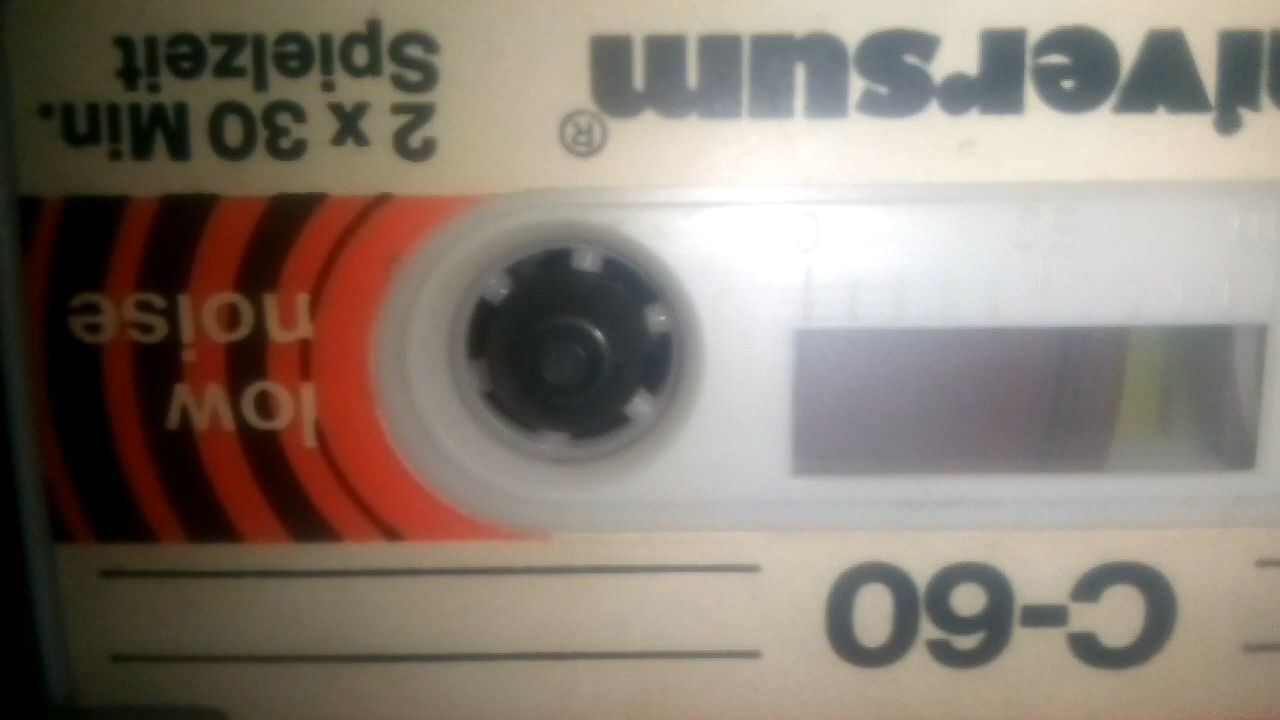 C-60
low
noise
iversum®
2 x 30 Min.
Spielzeit